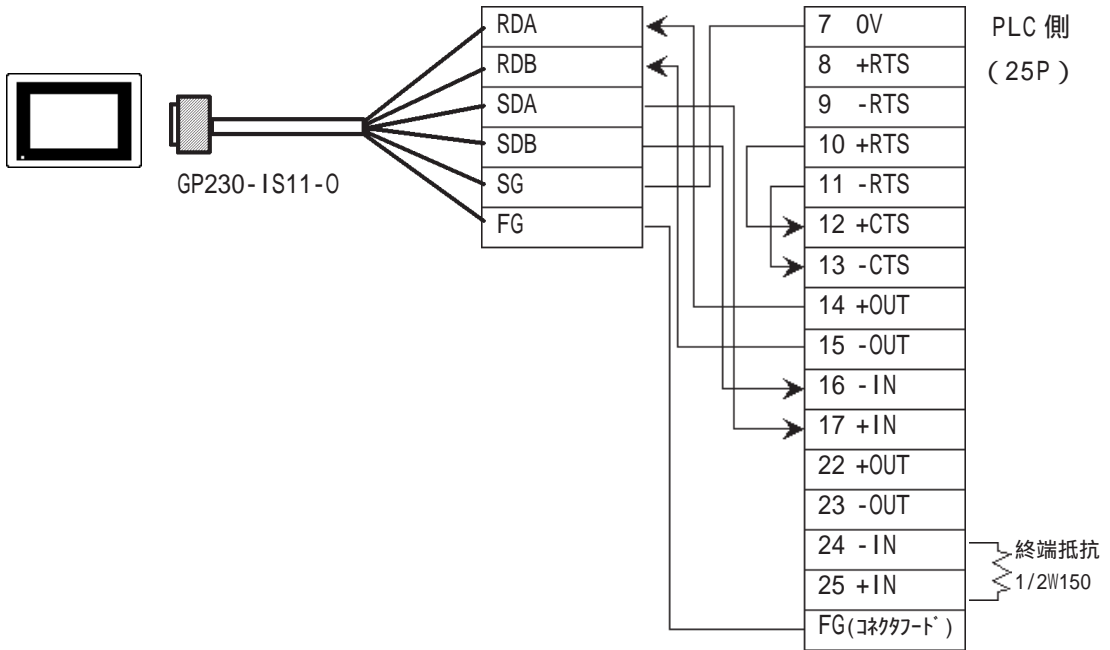 GP230-IS11-0
RDA
RDB
SDA
SDB
SG
FG
7 0V
8 +RTS
9 -RTS
10 +RTS
11 -RTS
12 +CTS
13 -CTS
14 +OUT
15 -OUT
16 -IN
17 +IN
22 +OUT
23 -OUT
24 -IN
25 +IN
FG(ｺﾈｸﾀﾌｰﾄﾞ)
PLC 側
(25P)
終端抵抗
1/2W150